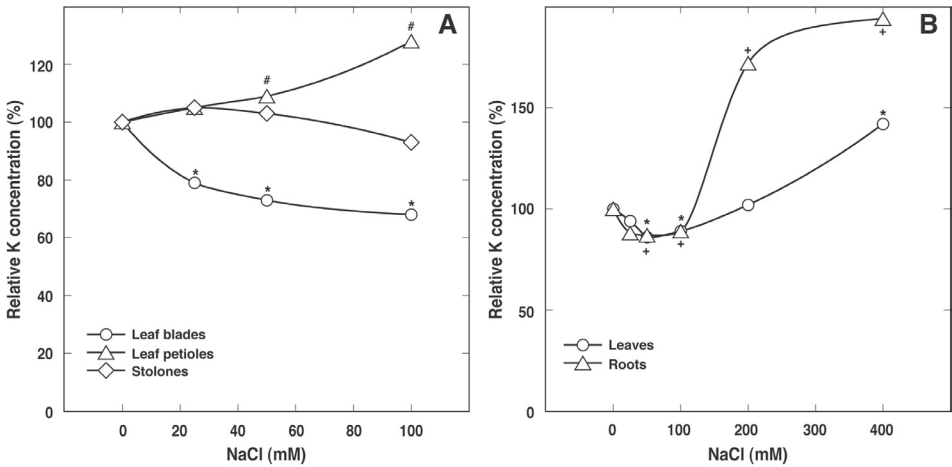 A
Relative K concentration (%)
120
100
80
60
40
20
0
#
#
*
*
*
Leaf blades
Leaf petioles
Stolones
0 20 40 60 80 100
NaCl (mM)
B
Relative K concentration (%)
150
100
50
0
+
+
*
*
*
+
+
Leaves
Roots
0 100 200 300 400
NaCl (mM)